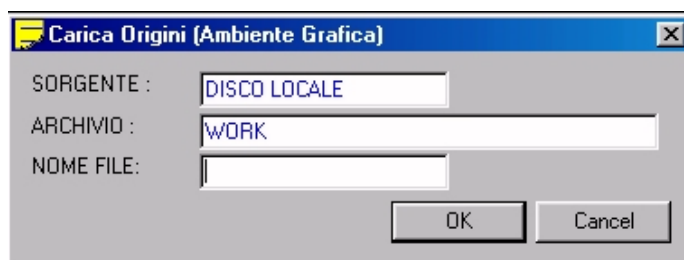 Carica Origini (Ambiente Grafica)
SORGENTE : DISCO LOCALE
ARCHIVIO : WORK
NOME FILE:
OK Cancel